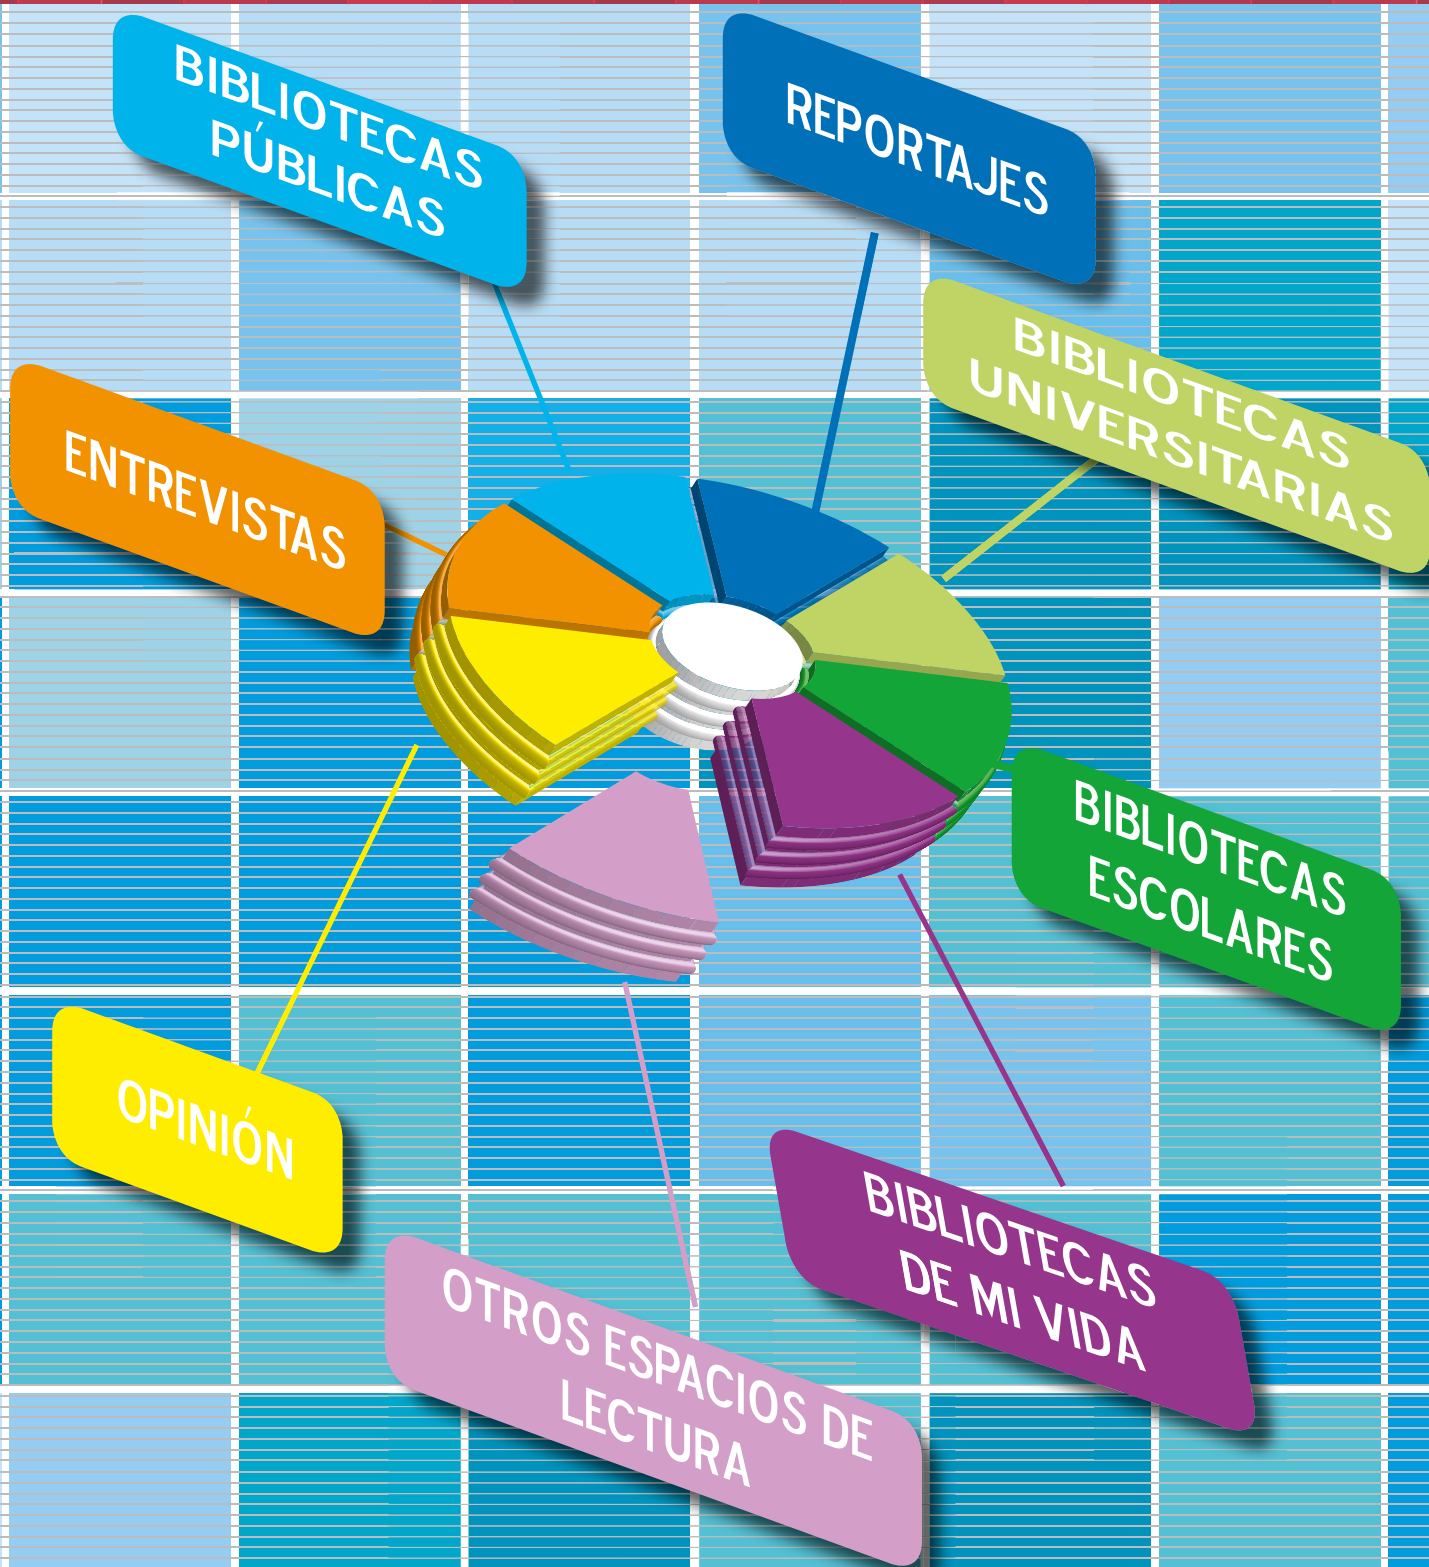 BIBLIOTECAS
PÚBLICAS
REPORTAJES
BIBLIOTECAS
UNIVERSITARIAS
ENTREVISTAS
BIBLIOTECAS
ESCOLARES
OPINIÓN
BIBLIOTECAS
DE MI VIDA
OTROS ESPACIOS DE
LECTURA